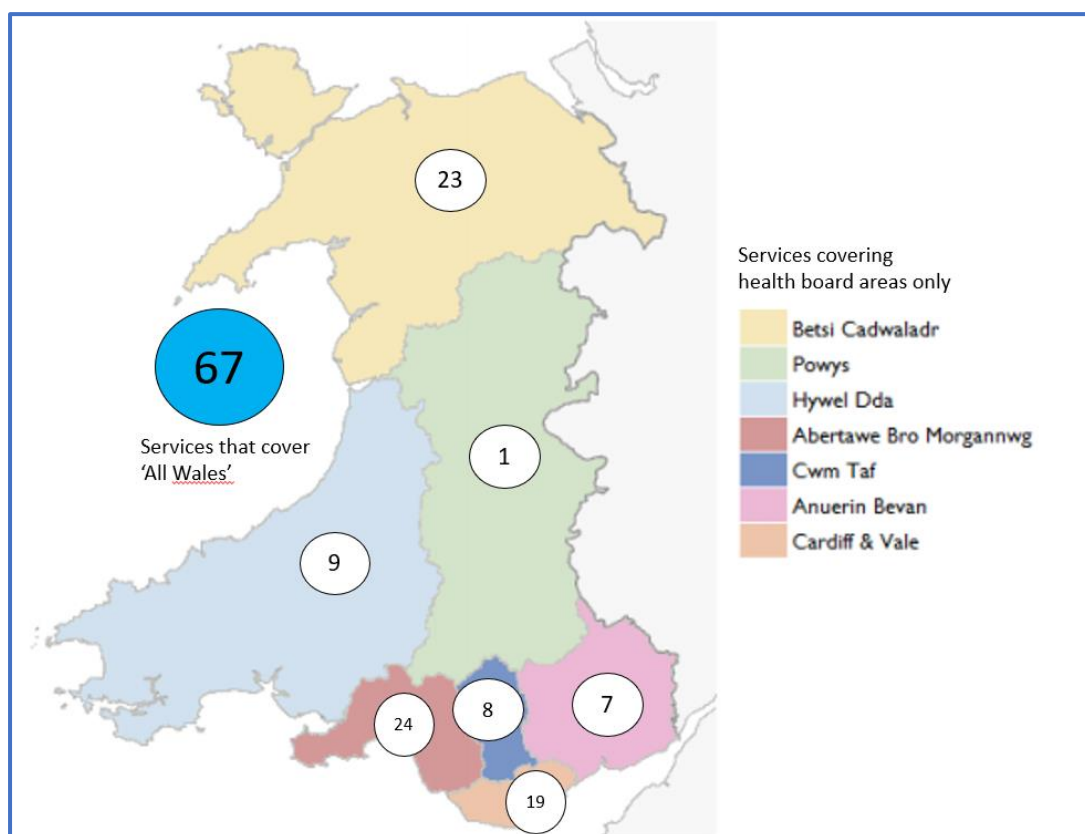 23
67
Services that cover
‘All Wales’
1
9
24
8
7
19
Services covering
health board areas only
Betsi Cadwaladr
Powys
Hywel Dda
Abertawe Bro Morgannwg
Cwm Taf
Anuerin Bevan
Cardiff & Vale